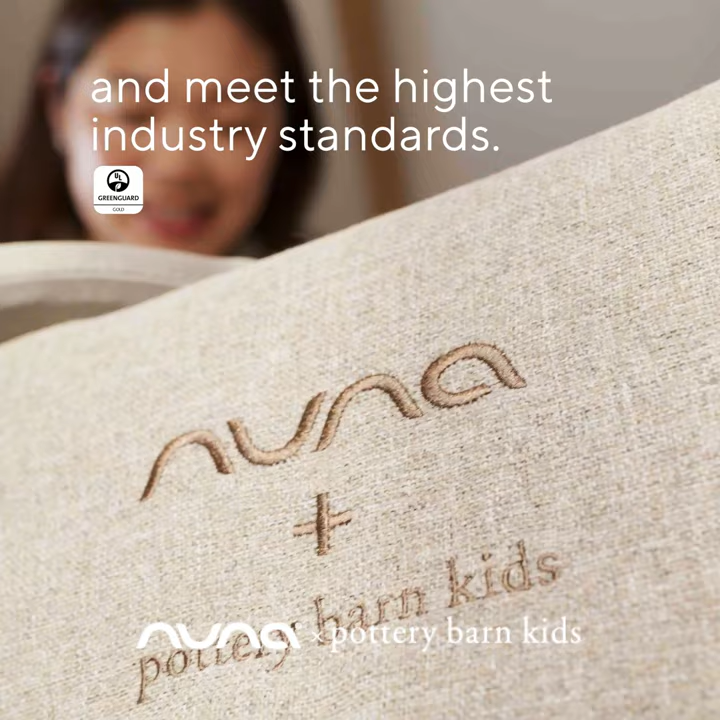 and meet the highest
industry standards.
UL
GREENGUARD
GOLD
nuna
+
pottery barn kids
nuna × pottery barn kids